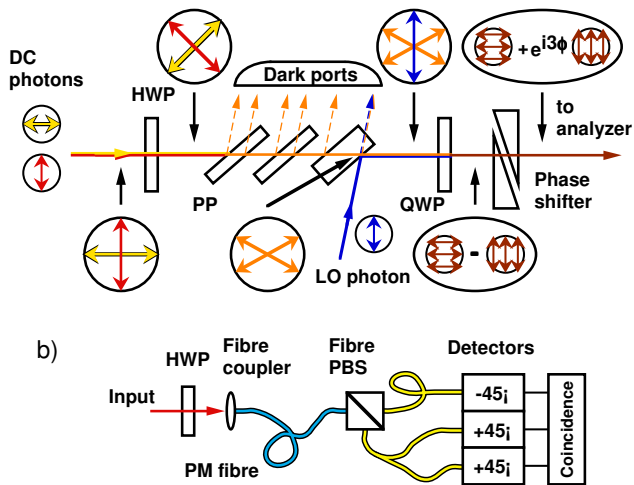 DC
photons
HWP
Dark ports
PP
LO photon
QWP
+e^{i3ϕ}
to
analyzer
Phase
shifter
-
b)
HWP
Fibre
coupler
Fibre
PBS
Detectors
Input
PM fibre
-45¡
+45¡
+45¡
Coincidence